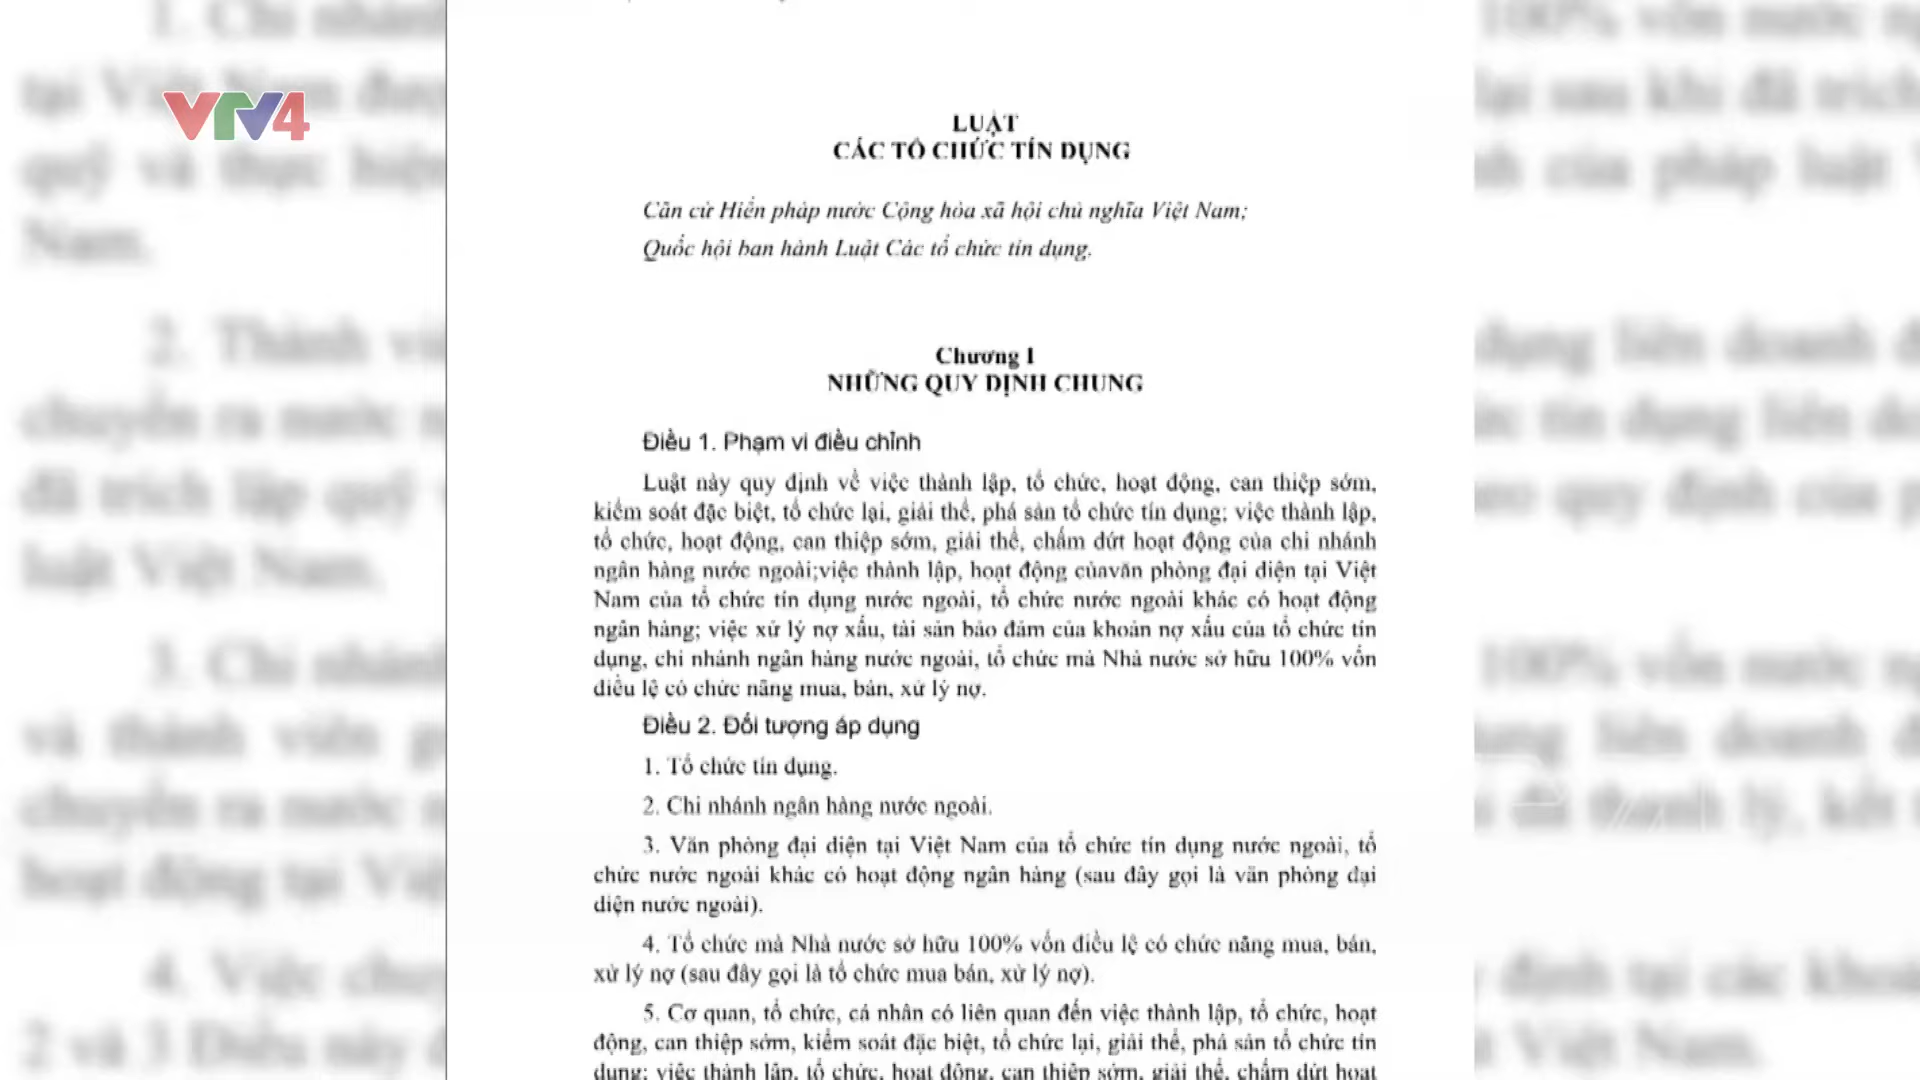 VTV4
LUẬT
CÁC TỔ CHỨC TÍN DỤNG
Căn cứ Hiến pháp nước Cộng hòa xã hội chủ nghĩa Việt Nam;
Quốc hội ban hành Luật Các tổ chức tín dụng.
Chương I
NHỮNG QUY ĐỊNH CHUNG
Điều 1. Phạm vi điều chỉnh
Luật này quy định về việc thành lập, tổ chức, hoạt động, can thiệp sớm,
kiểm soát đặc biệt, tổ chức lại, giải thể, phá sản tổ chức tín dụng; việc thành lập,
tổ chức, hoạt động, can thiệp sớm, giải thể, chấm dứt hoạt động của chi nhánh
ngân hàng nước ngoài;việc thành lập, hoạt động củavăn phòng đại diện tại Việt
Nam của tổ chức tín dụng nước ngoài, tổ chức nước ngoài khác có hoạt động
ngân hàng; việc xử lý nợ xấu, tài sản bảo đảm của khoản nợ xấu của tổ chức tín
dụng, chi nhánh ngân hàng nước ngoài, tổ chức mà Nhà nước sở hữu 100% vốn
điều lệ có chức năng mua, bán, xử lý nợ.
Điều 2. Đối tượng áp dụng
1. Tổ chức tín dụng.
2. Chi nhánh ngân hàng nước ngoài.
3. Văn phòng đại diện tại Việt Nam của tổ chức tín dụng nước ngoài, tổ
chức nước ngoài khác có hoạt động ngân hàng (sau đây gọi là văn phòng đại
diện nước ngoài).
4. Tổ chức mà Nhà nước sở hữu 100% vốn điều lệ có chức năng mua, bán,
xử lý nợ (sau đây gọi là tổ chức mua bán, xử lý nợ).
5. Cơ quan, tổ chức, cá nhân có liên quan đến việc thành lập, tổ chức, hoạt
động, can thiệp sớm, kiểm soát đặc biệt, tổ chức lại, giải thể, phá sản tổ chức tín
dụng; việc thành lập, tổ chức, hoạt động, can thiệp sớm, giải thể, chấm dứt hoạt